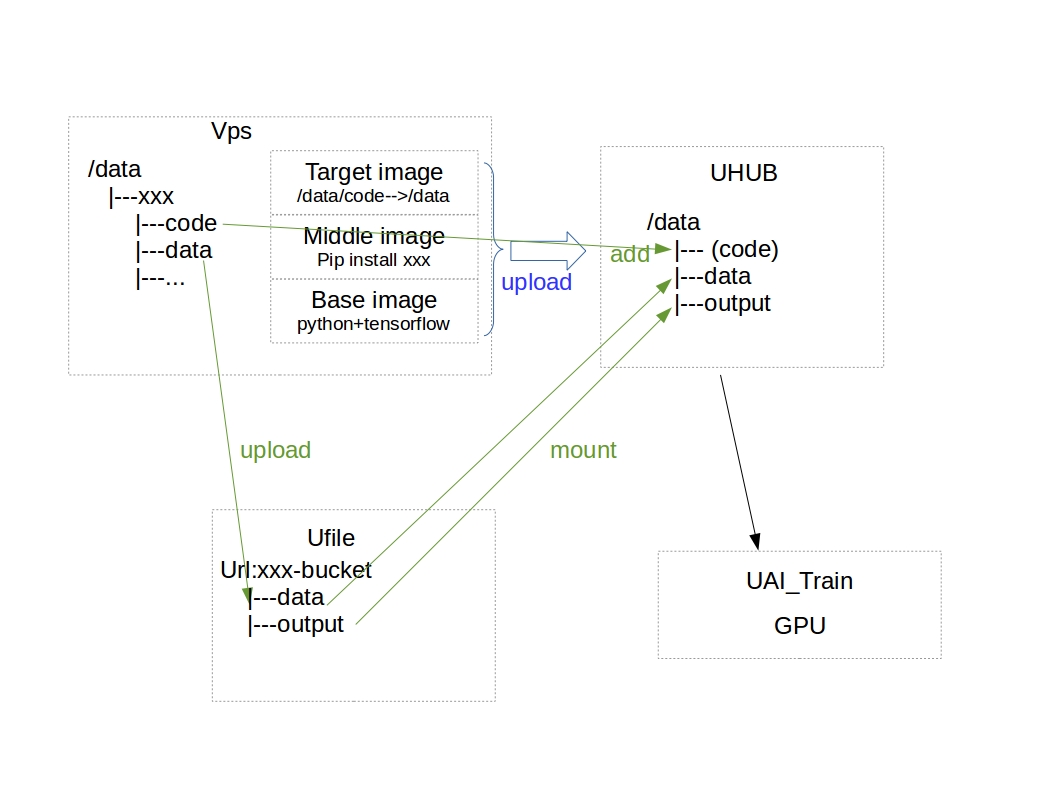 Vps
/data
|---xxx
|---code
|---data
|---...
Target image
/data/code-->/data
Middle image
Pip install xxx
Base image
python+tensorflow
upload
UHUB
/data
add
|--- (code)
|---data
|---output
upload
mount
Ufile
Url:xxx-bucket
|---data
|---output
UAI_Train
GPU